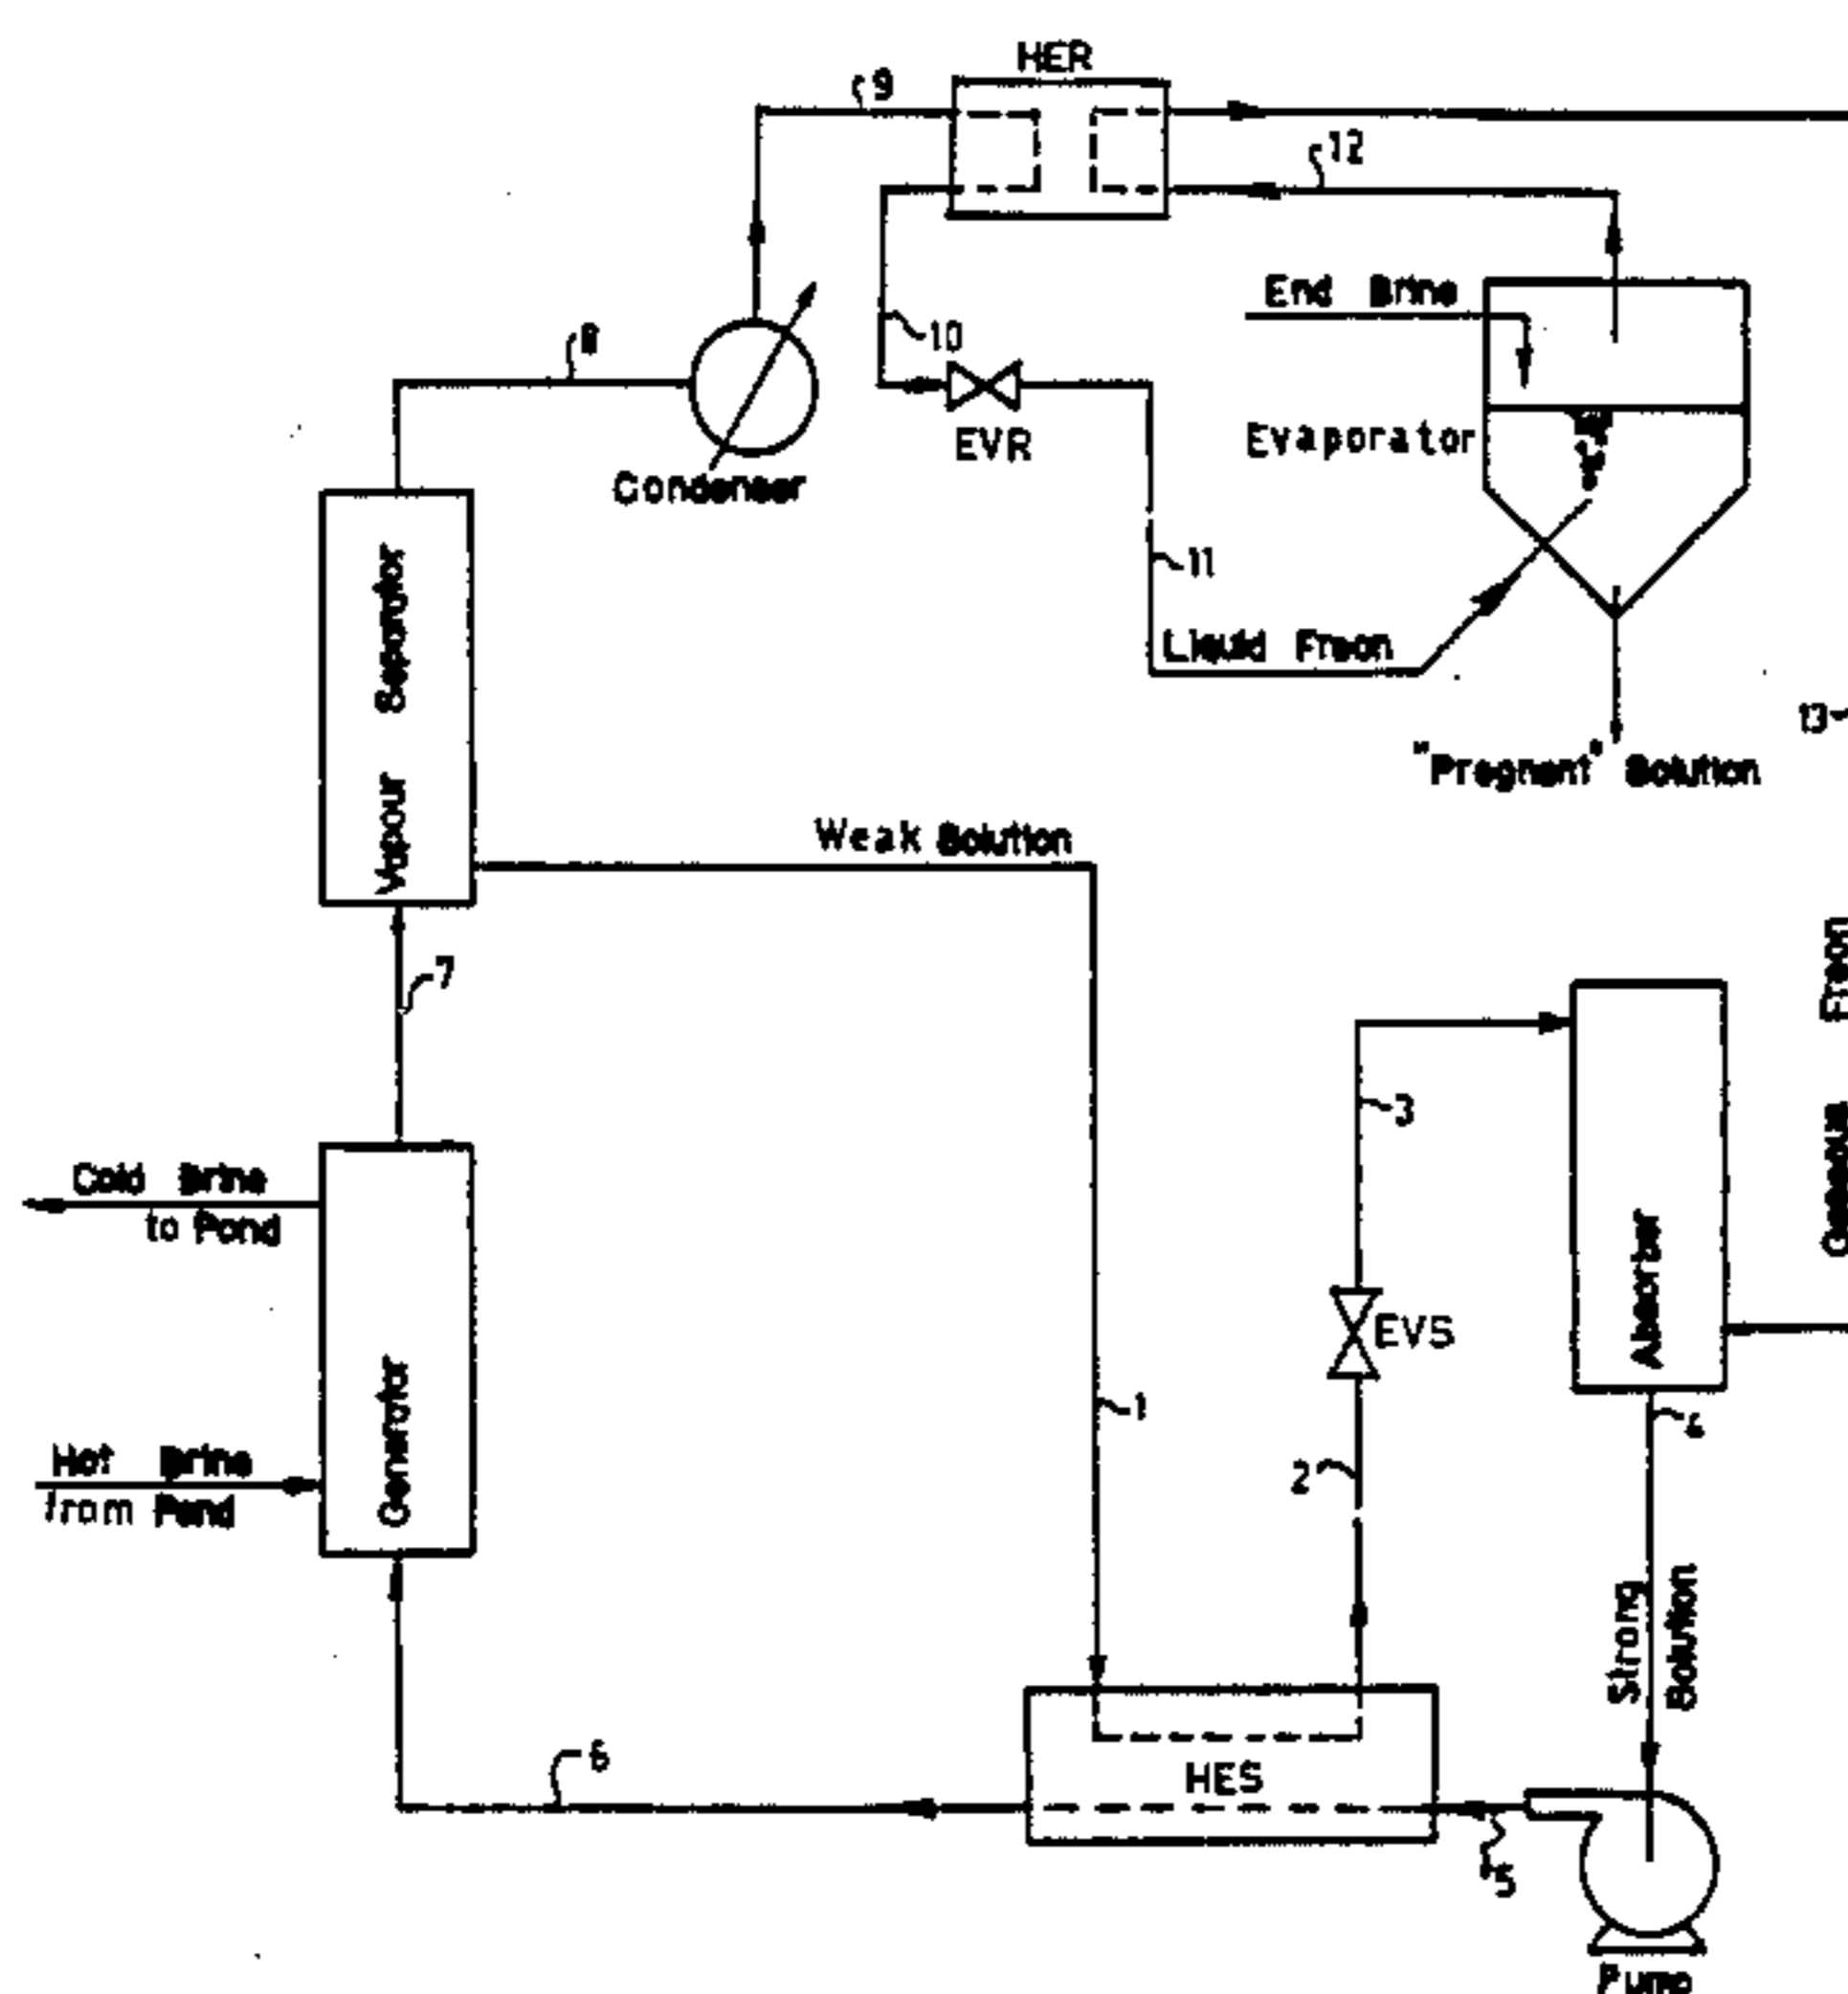 HER
9
12
End Brine
8
10
EVR
Evaporator
Condenser
11
Liquid Freon
Vapour Separator
13
"Pregnant" Solution
Weak Solution
Freon
7
3
Cold Brine
to Pond
Absorber
EVS
Generator
1
4
Hot Brine
from Pond
2
Strong
Solution
6
HES
5
Pump